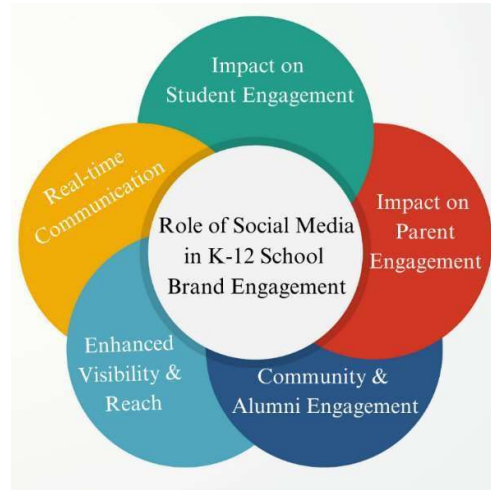 Impact on
Student Engagement
Real-time
Communication
Role of Social Media
in K-12 School
Brand Engagement
Impact on
Parent
Engagement
Enhanced
Visibility &
Reach
Community &
Alumni Engagement